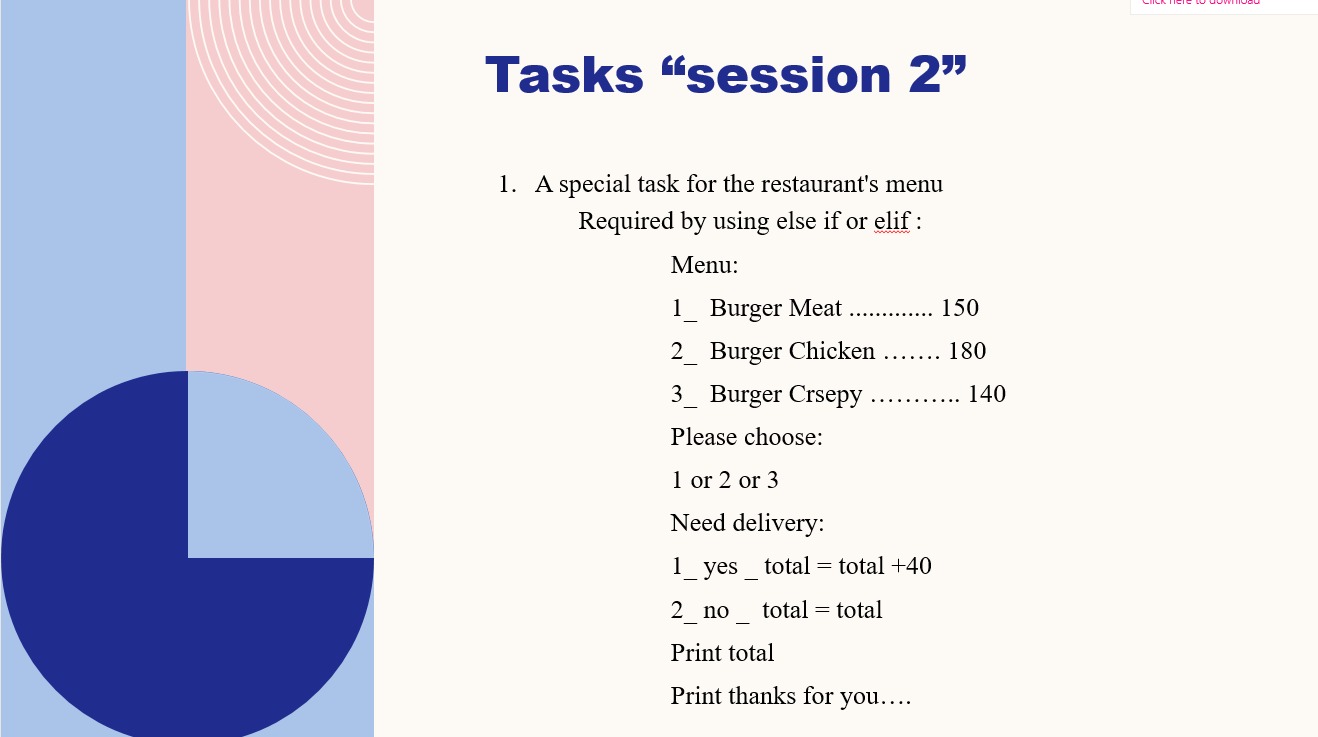 Click here to download
Tasks “session 2”
1. A special task for the restaurant's menu
Required by using else if or elif :
Menu:
1_ Burger Meat ............. 150
2_ Burger Chicken ……. 180
3_ Burger Crsepy ……….. 140
Please choose:
1 or 2 or 3
Need delivery:
1_ yes _ total = total +40
2_ no _ total = total
Print total
Print thanks for you….